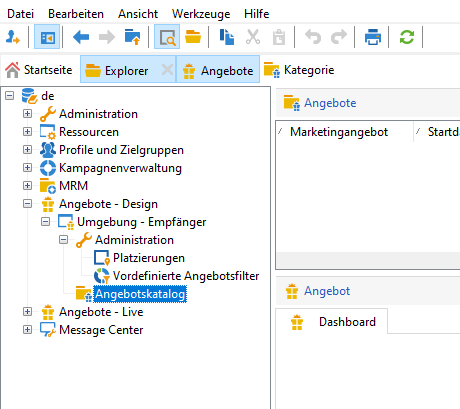 Datei Bearbeiten Ansicht Werkzeuge Hilfe
Startseite Explorer Angebote Kategorie
de
Administration
Ressourcen
Profile und Zielgruppen
Kampagnenverwaltung
MRM
Angebote - Design
Umgebung - Empfänger
Administration
Platzierungen
Vordefinierte Angebotsfilter
Angebotskatalog
Angebote - Live
Message Center
Angebote
Marketingangebot Startda
Angebot
Dashboard